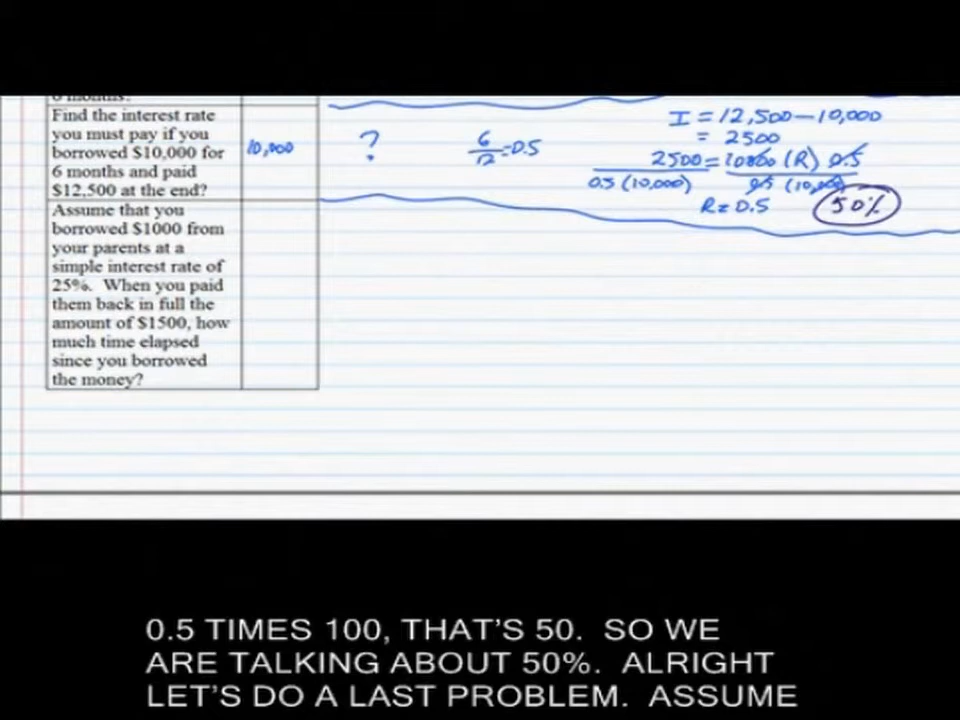 6 months?
Find the interest rate
you must pay if you
borrowed $10,000 for
6 months and paid
$12,500 at the end?
10,000
?
6/12 = 0.5
I = 12,500 — 10,000
= 2500
2500 = 10000 (R) 0.5
0.5 (10,000) 0.5 (10,000)
R = 0.5 50%
Assume that you
borrowed $1000 from
your parents at a
simple interest rate of
25%. When you paid
them back in full the
amount of $1500, how
much time elapsed
since you borrowed
the money?
0.5 TIMES 100, THAT'S 50. SO WE
ARE TALKING ABOUT 50%. ALRIGHT
LET'S DO A LAST PROBLEM. ASSUME